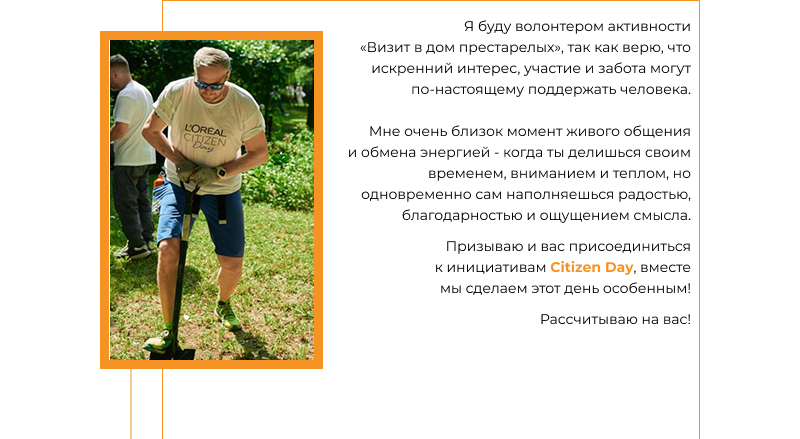 Я буду волонтером активности
«Визит в дом престарелых», так как верю, что
искренний интерес, участие и забота могут
по-настоящему поддержать человека.
Мне очень близок момент живого общения
и обмена энергией - когда ты делишься своим
временем, вниманием и теплом, но
одновременно сам наполняешься радостью,
благодарностью и ощущением смысла.
Призываю и вас присоединиться
к инициативам Citizen Day, вместе
мы сделаем этот день особенным!
Рассчитываю на вас!
L'ORÉAL
CITIZEN
Day